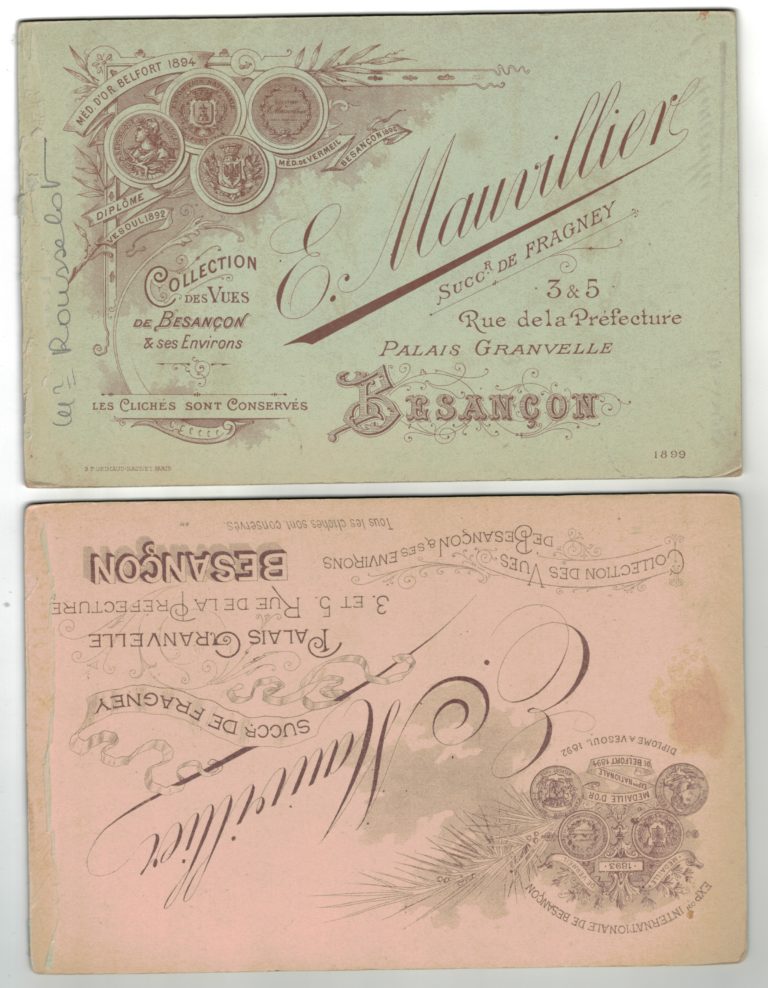 MÉD. D'OR BELFORT 1894
MÉD. DE VERMEIL
BESANÇON 1893
DIPLÔME
VESOUL 1892
E. Mauvillier
SUCCR. DE FRAGNEY
COLLECTION
DES VUES
DE BESANÇON
& ses Environs
3 & 5
Rue de la Préfecture
PALAIS GRANVELLE
LES CLICHÉS SONT CONSERVÉS
BESANÇON
1899
Rousselot
E. Mauvillier
SUCCR. DE FRAGNEY
PALAIS GRANVELLE
3. ET 5. RUE DE LA PREFECTURE
BESANÇON
COLLECTION DES VUES
DE BESANÇON & SES ENVIRONS
Tous les clichés sont conservés.
EXPON INTERNATIONALE DE BESANÇON
1893
MÉDAILLE D'OR
DE BELFORT 1894
DIPLOME A VESOUL 1892